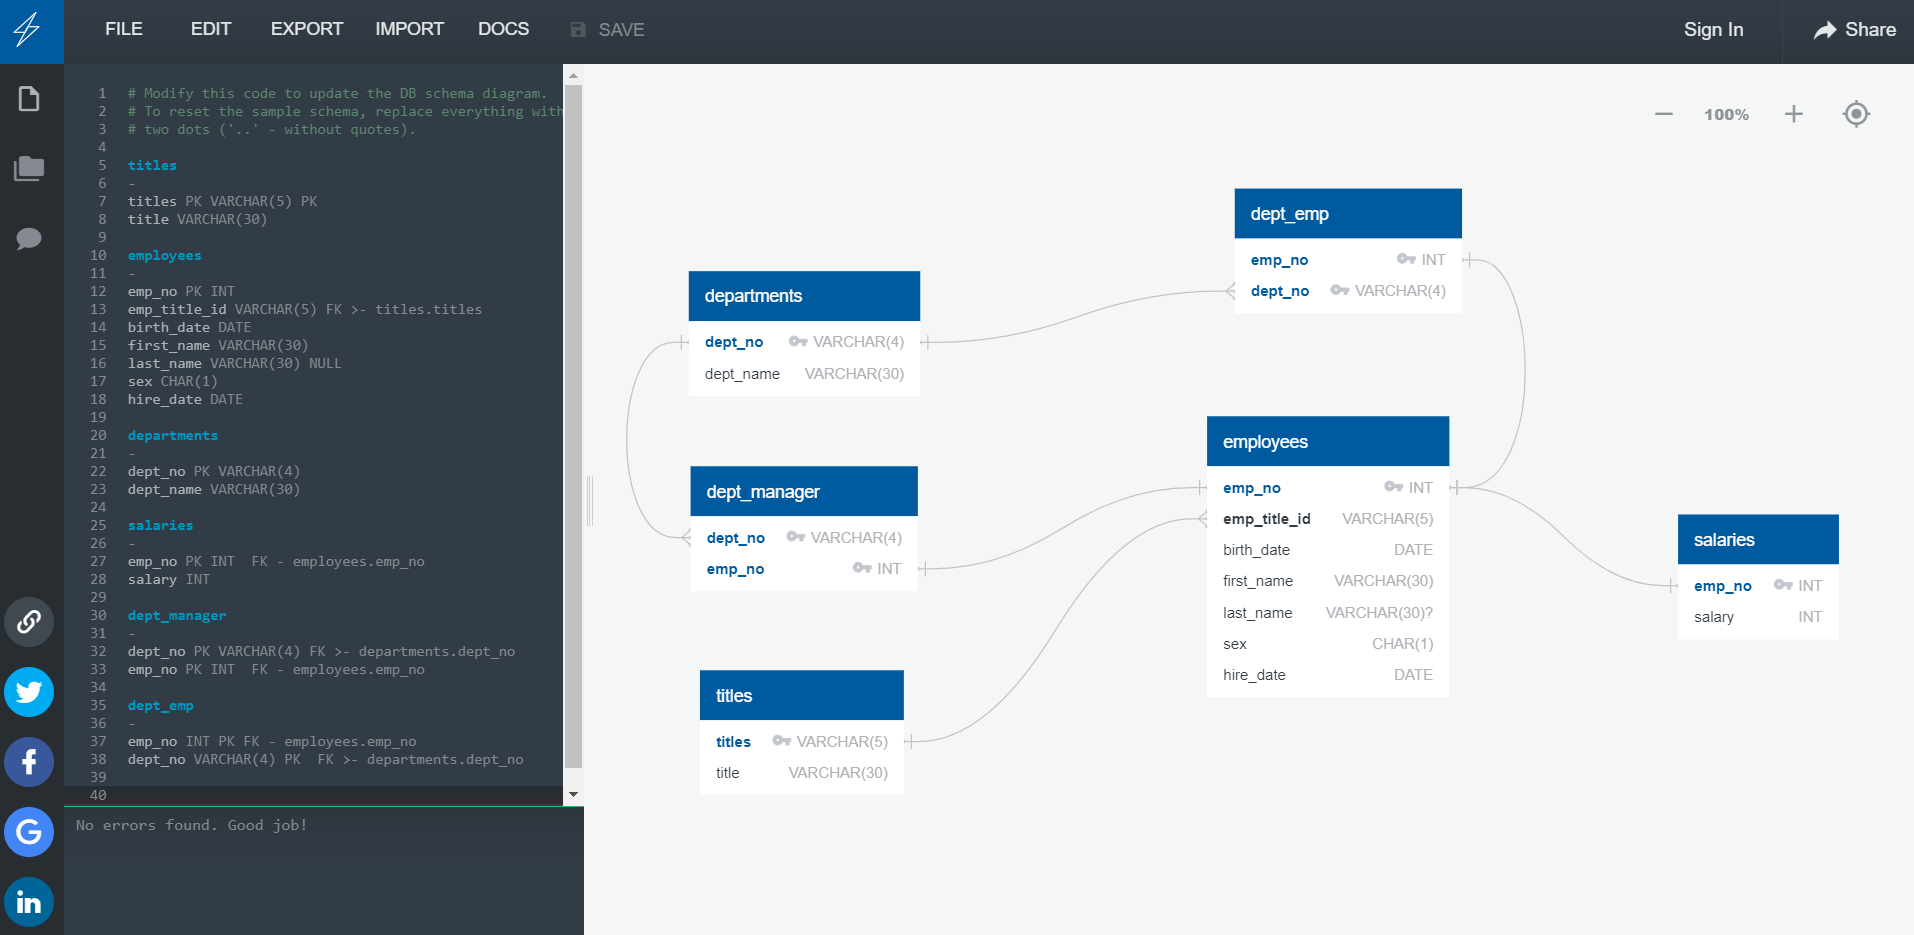 FILE EDIT EXPORT IMPORT DOCS SAVE Sign In Share
1 # Modify this code to update the DB schema diagram.
2 # To reset the sample schema, replace everything with
3 # two dots ('..' - without quotes).
4
5 titles
6 -
7 titles PK VARCHAR(5) PK
8 title VARCHAR(30)
9
10 employees
11 -
12 emp_no PK INT
13 emp_title_id VARCHAR(5) FK >- titles.titles
14 birth_date DATE
15 first_name VARCHAR(30)
16 last_name VARCHAR(30) NULL
17 sex CHAR(1)
18 hire_date DATE
19
20 departments
21 -
22 dept_no PK VARCHAR(4)
23 dept_name VARCHAR(30)
24
25 salaries
26 -
27 emp_no PK INT  FK - employees.emp_no
28 salary INT
29
30 dept_manager
31 -
32 dept_no PK VARCHAR(4) FK >- departments.dept_no
33 emp_no PK INT  FK - employees.emp_no
34
35 dept_emp
36 -
37 emp_no INT PK FK - employees.emp_no
38 dept_no VARCHAR(4) PK  FK >- departments.dept_no
39
40
No errors found. Good job!
100%
dept_emp
emp_no INT
dept_no VARCHAR(4)
departments
dept_no VARCHAR(4)
dept_name VARCHAR(30)
employees
emp_no INT
emp_title_id VARCHAR(5)
birth_date DATE
first_name VARCHAR(30)
last_name VARCHAR(30)?
sex CHAR(1)
hire_date DATE
dept_manager
dept_no VARCHAR(4)
emp_no INT
salaries
emp_no INT
salary INT
titles
titles VARCHAR(5)
title VARCHAR(30)